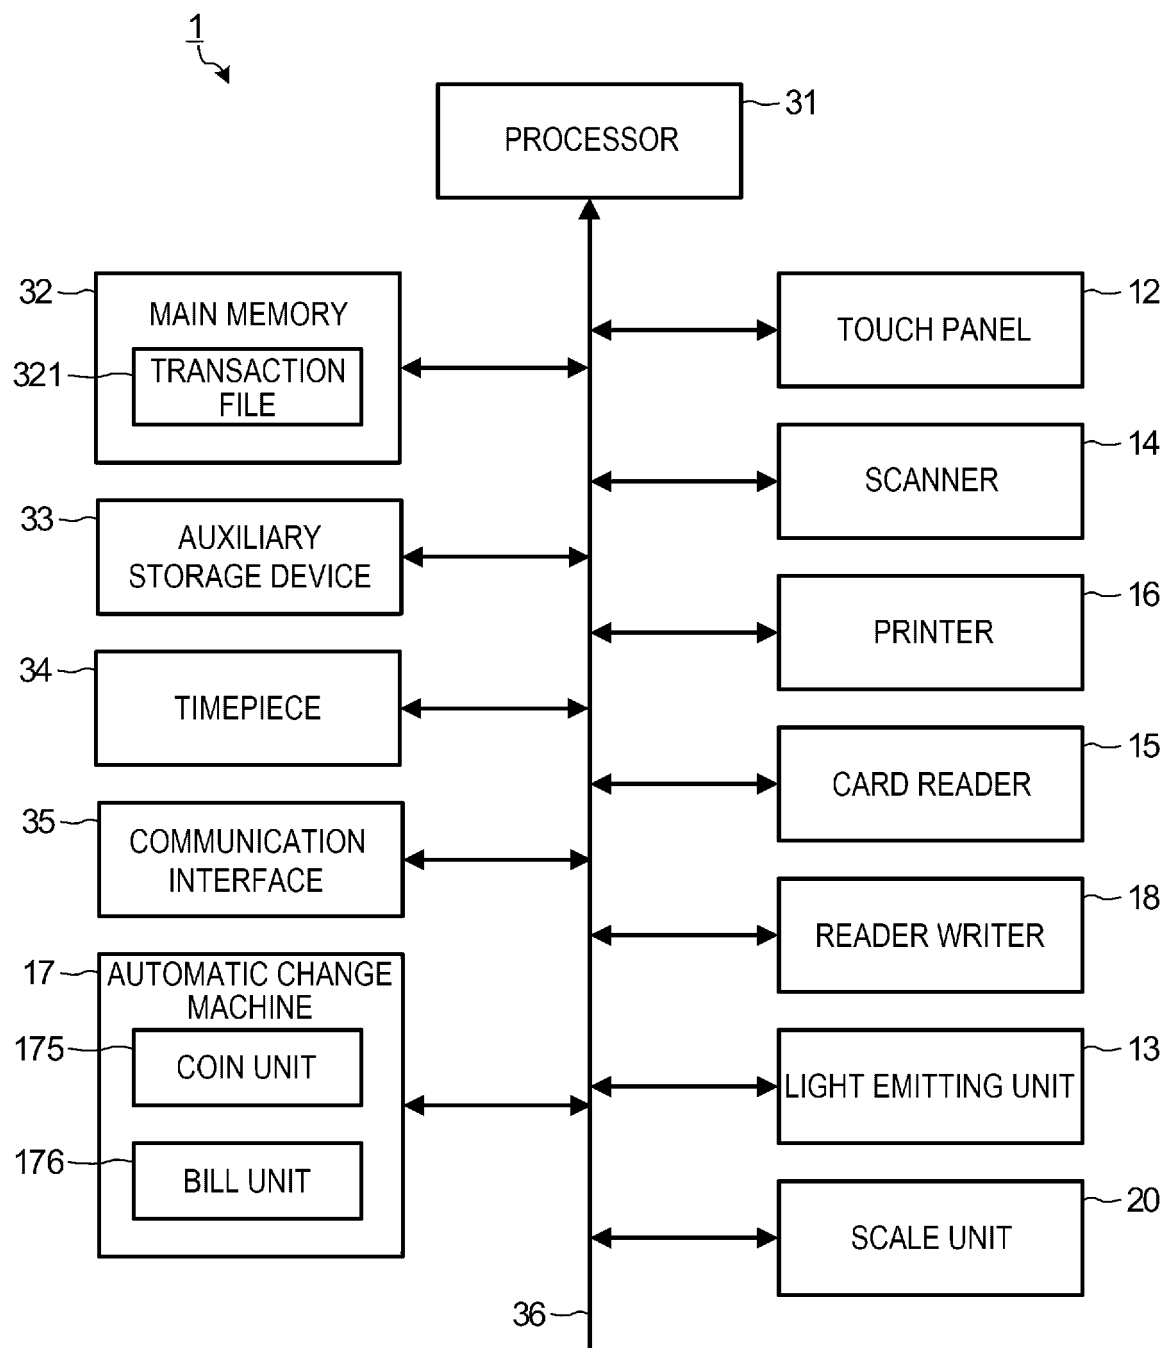 1
PROCESSOR
31
32
MAIN MEMORY
321
TRANSACTION
FILE
33
AUXILIARY
STORAGE DEVICE
34
TIMEPIECE
35
COMMUNICATION
INTERFACE
17
AUTOMATIC CHANGE
MACHINE
175
COIN UNIT
176
BILL UNIT
12
TOUCH PANEL
14
SCANNER
16
PRINTER
15
CARD READER
18
READER WRITER
13
LIGHT EMITTING UNIT
20
SCALE UNIT
36